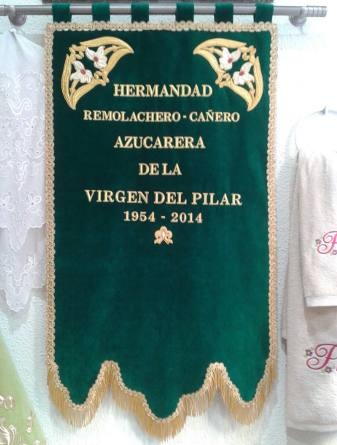 HERMANDAD
REMOLACHERO - CAÑERO
AZUCARERA
DE LA
VIRGEN DEL PILAR
1954 - 2014
P
P